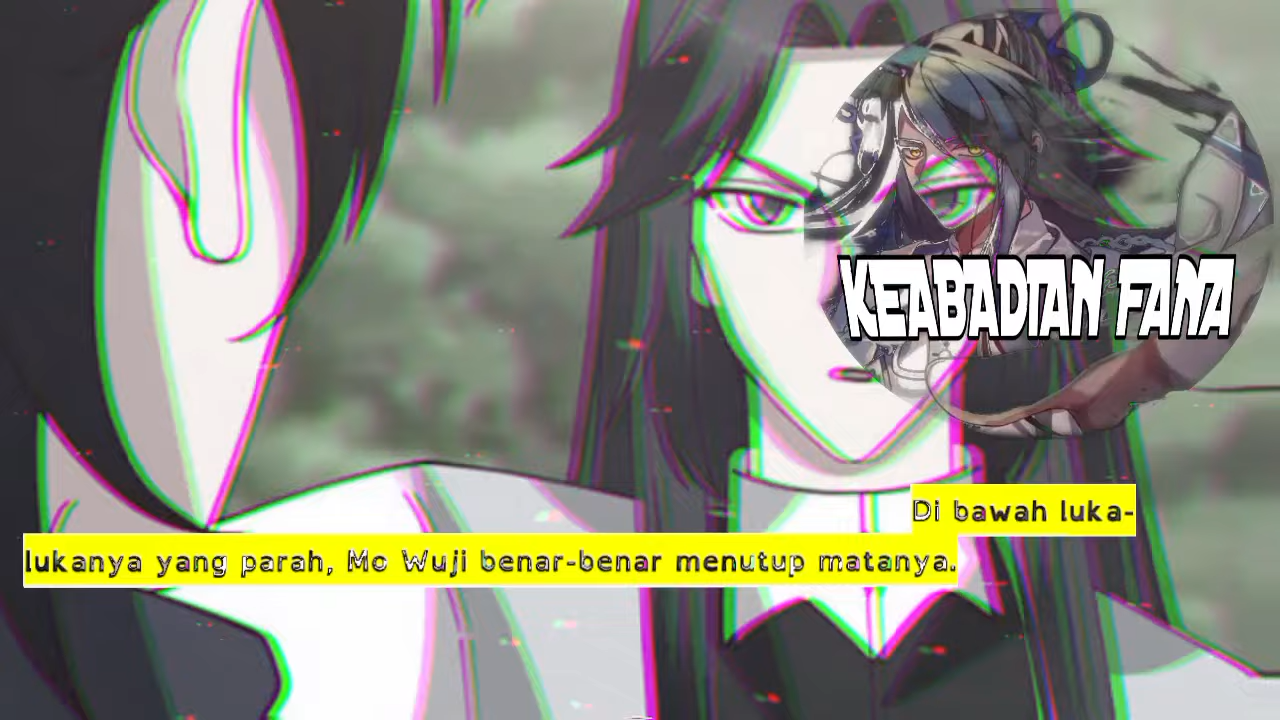 KEABADIAN FANA
Di bawah luka-
lukanya yang parah, Mo Wuji benar-benar menutup matanya.